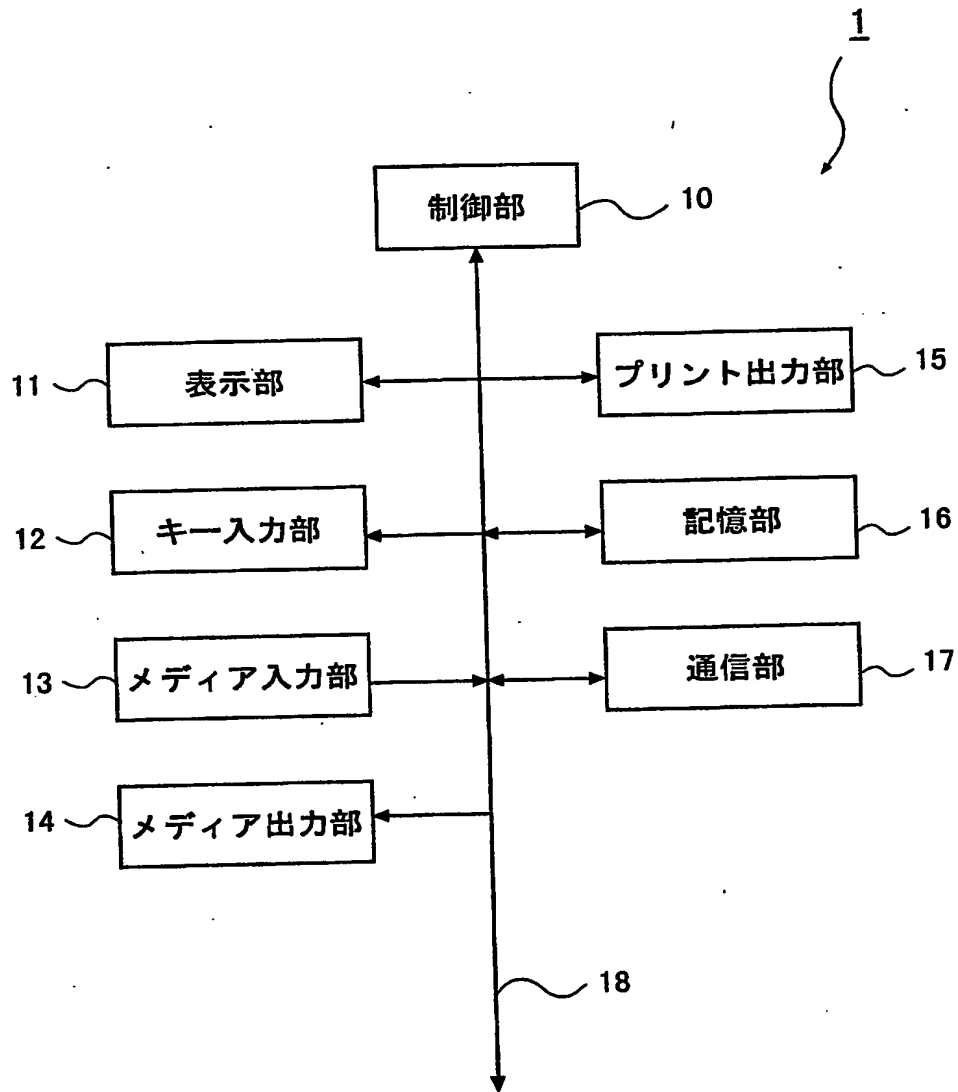 1
制御部 10
11 表示部
プリント出力部 15
12 キー入力部
記憶部 16
13 メディア入力部
通信部 17
14 メディア出力部
18